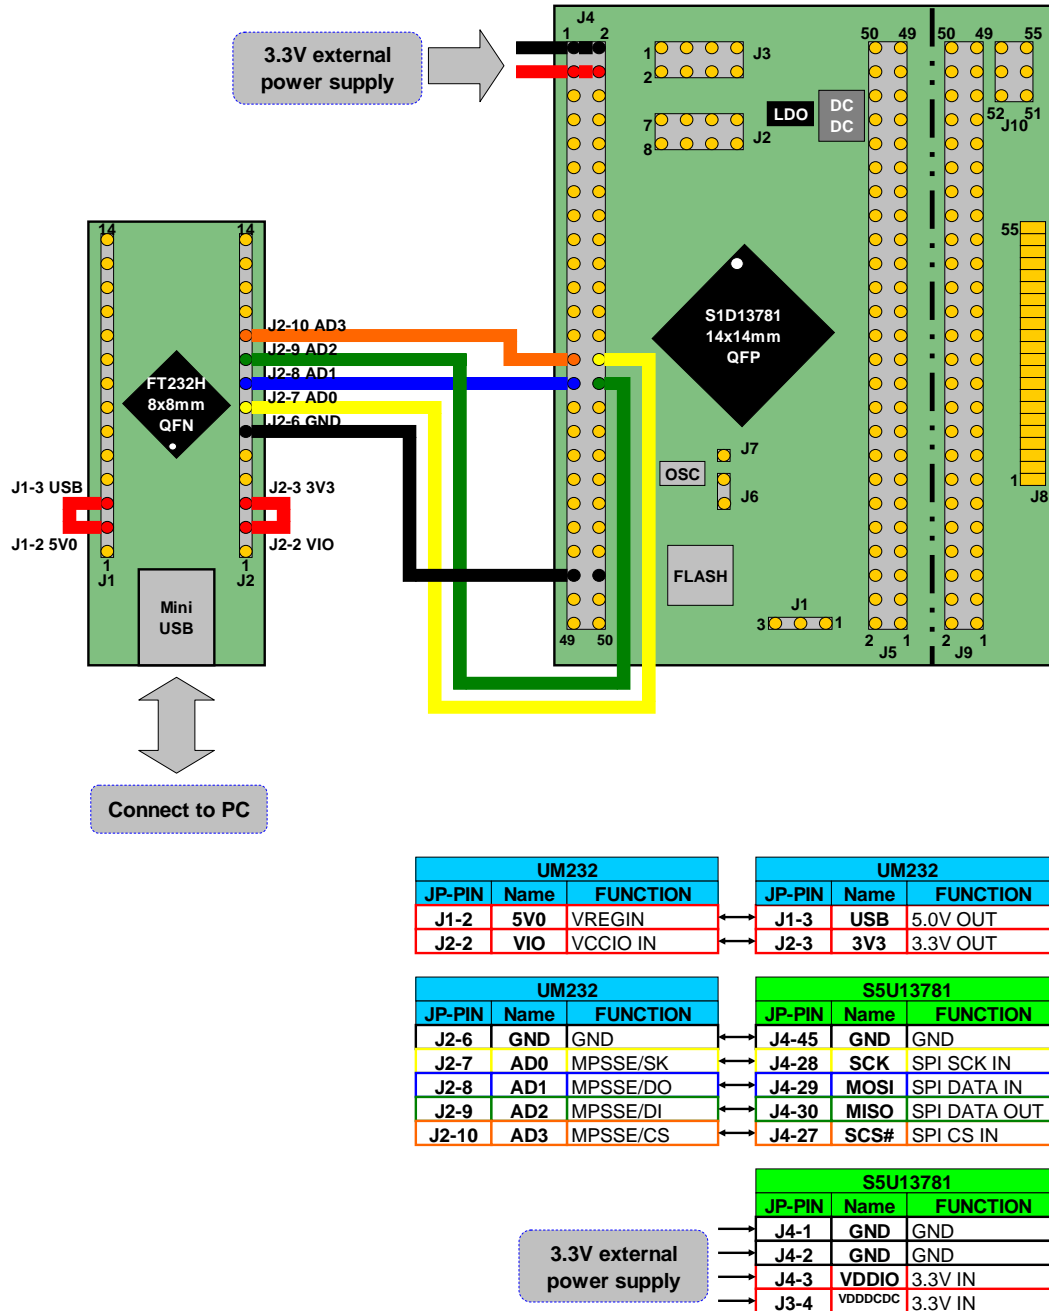 J4
1 2
3.3V external
power supply
1 J3
2
7 J2
8
LDO
DC
DC
50 49
50 49
55
52 51
J10
55
1
J8
S1D13781
14x14mm
QFP
14
14
J2-10 AD3
J2-9 AD2
J2-8 AD1
J2-7 AD0
J2-6 GND
FT232H
8x8mm
QFN
J7
OSC
J6
J1-3 USB
J2-3 3V3
J1-2 5V0
J2-2 VIO
1
J1
1
J2
FLASH
Mini
USB
J1
3 1
49 50
2 1
J5
2 1
J9
Connect to PC
UM232
JP-PIN Name FUNCTION
J1-2 5V0 VREGIN
J2-2 VIO VCCIO IN
UM232
JP-PIN Name FUNCTION
J1-3 USB 5.0V OUT
J2-3 3V3 3.3V OUT
UM232
JP-PIN Name FUNCTION
J2-6 GND GND
J2-7 AD0 MPSSE/SK
J2-8 AD1 MPSSE/DO
J2-9 AD2 MPSSE/DI
J2-10 AD3 MPSSE/CS
S5U13781
JP-PIN Name FUNCTION
J4-45 GND GND
J4-28 SCK SPI SCK IN
J4-29 MOSI SPI DATA IN
J4-30 MISO SPI DATA OUT
J4-27 SCS# SPI CS IN
3.3V external
power supply
S5U13781
JP-PIN Name FUNCTION
J4-1 GND GND
J4-2 GND GND
J4-3 VDDIO 3.3V IN
J3-4 VDDDCDC 3.3V IN